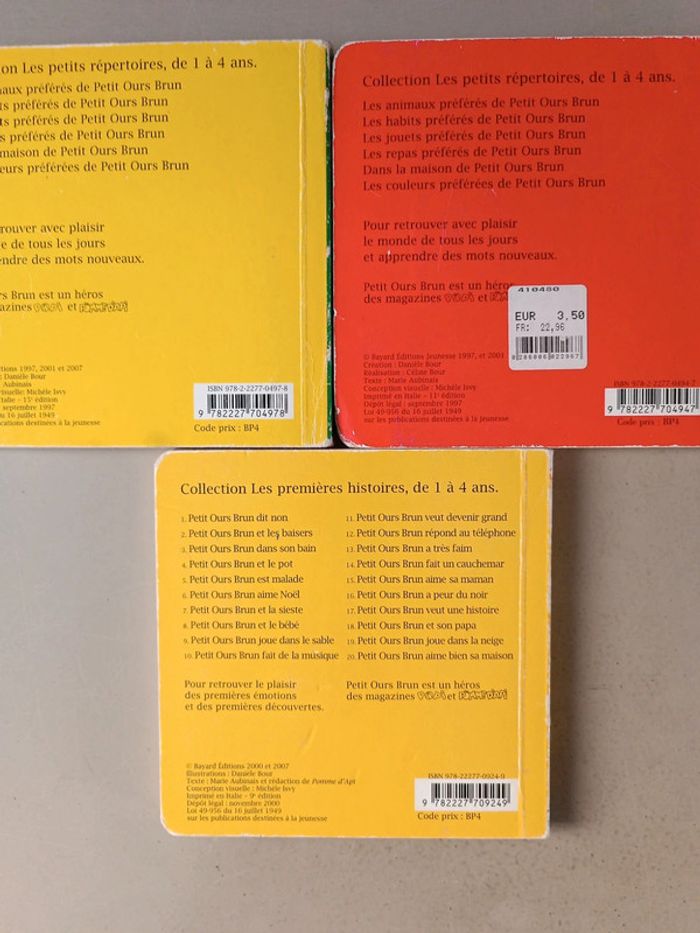 on Les petits répertoires, de 1 à 4 ans.
aux préférés de Petit Ours Brun
ts préférés de Petit Ours Brun
ts préférés de Petit Ours Brun
s préférés de Petit Ours Brun
maison de Petit Ours Brun
eurs préférées de Petit Ours Brun
rouver avec plaisir
e de tous les jours
endre des mots nouveaux.
rs Brun est un héros
agazines et
ditions 1997, 2001 et 2007
: Danièle Bour
Aubinais
visuelle: Michèle Isvy
Italie - 15e édition
septembre 1997
du 16 juillet 1949
publications destinées à la jeunesse
ISBN 978-2-2277-0497-8
9 782227 704978
Code prix : BP4
Collection Les petits répertoires, de 1 à 4 ans.
Les animaux préférés de Petit Ours Brun
Les habits préférés de Petit Ours Brun
Les jouets préférés de Petit Ours Brun
Les repas préférés de Petit Ours Brun
Dans la maison de Petit Ours Brun
Les couleurs préférées de Petit Ours Brun
Pour retrouver avec plaisir
le monde de tous les jours
et apprendre des mots nouveaux.
Petit Ours Brun est un héros
des magazines et
410480
EUR 3,50
FR: 22,96
© Bayard Éditions Jeunesse 1997, et 2001
Création : Danièle Bour
Réalisation : Céline Bour
Texte : Marie Aubinais
Conception visuelle : Michèle Isvy
Imprimé en Italie - 11e édition
Dépôt légal : septembre 1997
Loi 49-956 du 16 juillet 1949
sur les publications destinées à la jeunesse
ISBN 978-2-2277-0494-7
9 782227 704947
Code prix : BP4
Collection Les premières histoires, de 1 à 4 ans.
1. Petit Ours Brun dit non
2. Petit Ours Brun et les baisers
3. Petit Ours Brun dans son bain
4. Petit Ours Brun et le pot
5. Petit Ours Brun est malade
6. Petit Ours Brun aime Noël
7. Petit Ours Brun et la sieste
8. Petit Ours Brun et le bébé
9. Petit Ours Brun joue dans le sable
10. Petit Ours Brun fait de la musique
11. Petit Ours Brun veut devenir grand
12. Petit Ours Brun répond au téléphone
13. Petit Ours Brun a très faim
14. Petit Ours Brun fait un cauchemar
15. Petit Ours Brun aime sa maman
16. Petit Ours Brun a peur du noir
17. Petit Ours Brun veut une histoire
18. Petit Ours Brun et son papa
19. Petit Ours Brun joue dans la neige
20. Petit Ours Brun aime bien sa maison
Pour retrouver le plaisir
des premières émotions
et des premières découvertes.
Petit Ours Brun est un héros
des magazines et
© Bayard Éditions 2000 et 2007
Illustrations : Danièle Bour
Texte : Marie Aubinais et rédaction de Pomme d'Api
Conception visuelle : Michèle Isvy
Imprimé en Italie - 9e édition
Dépôt légal : novembre 2000
Loi 49-956 du 16 juillet 1949
sur les publications destinées à la jeunesse
ISBN 978-2-2277-0924-9
9 782227 709249
Code prix : BP4